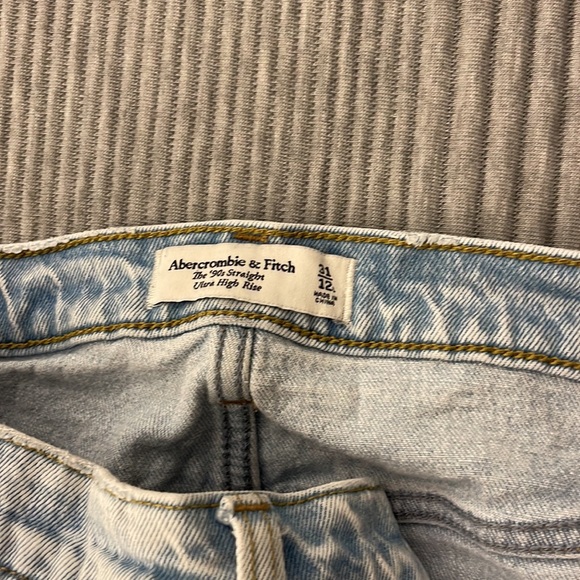 Abercrombie & Fitch
The '90s Straight
Ultra High Rise
31
12
MADE IN
CHINA